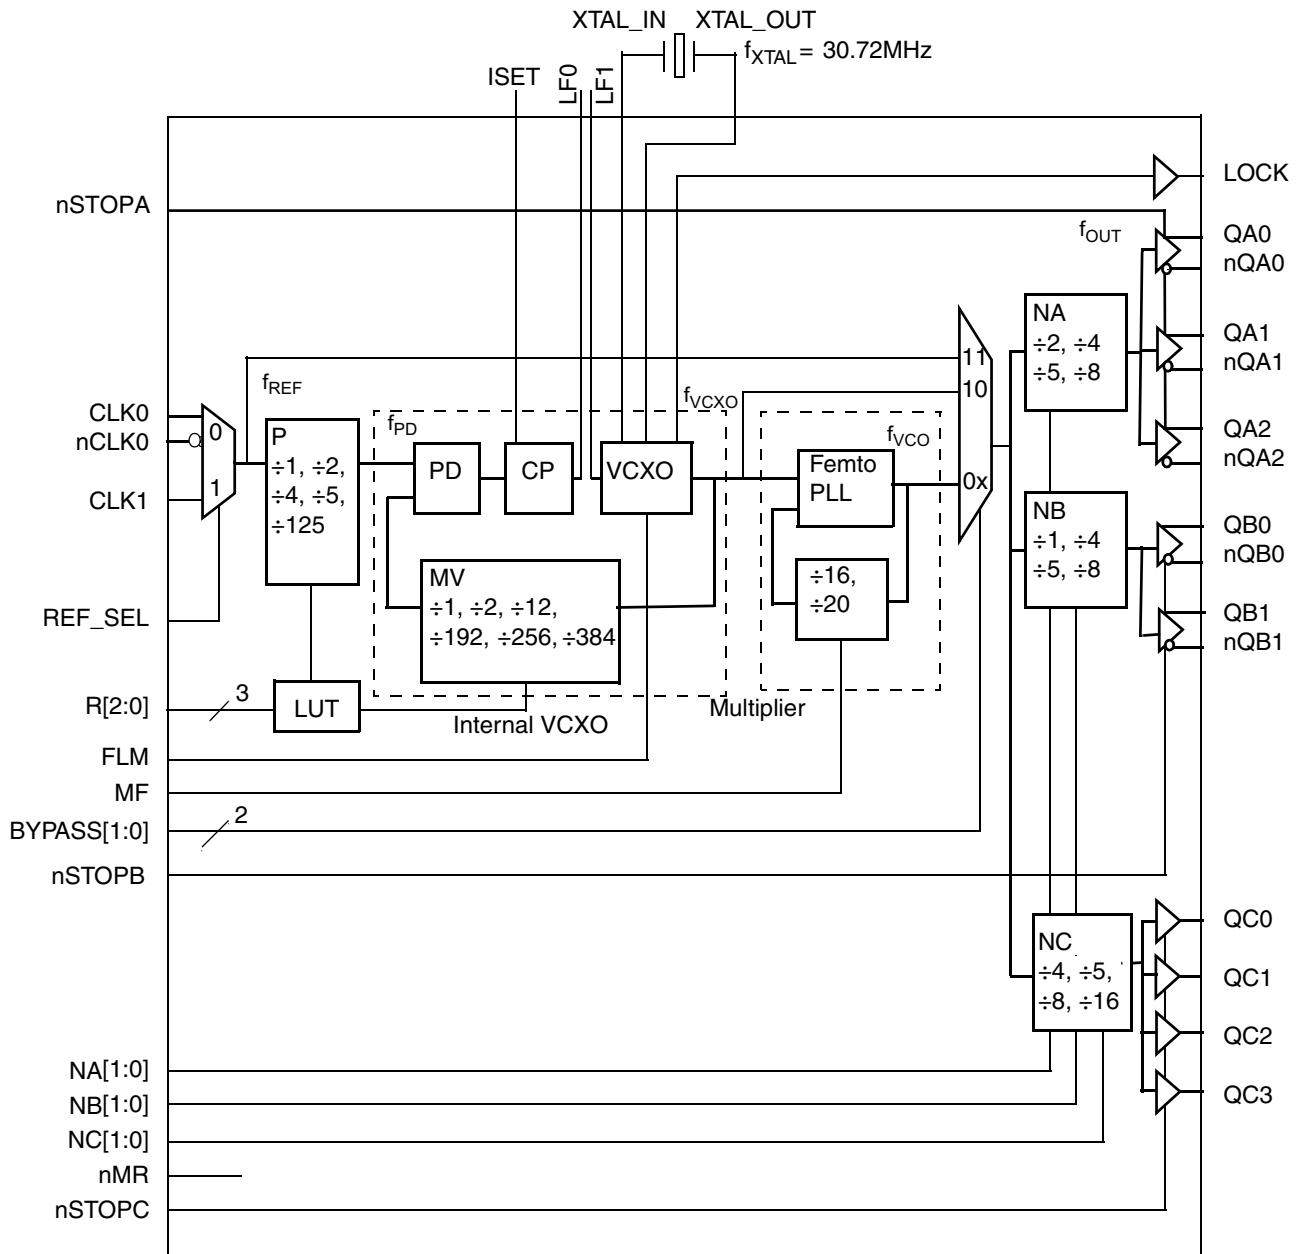 XTAL_IN XTAL_OUT
fXTAL = 30.72MHz
ISET
LF0
LF1
LOCK
nSTOPA
fOUT
QA0
nQA0
NA
÷2, ÷4
÷5, ÷8
QA1
nQA1
11
10
0x
fREF
fPD
fVCXO
fVCO
CLK0
nCLK0
CLK1
0
1
P
÷1, ÷2,
÷4, ÷5,
÷125
PD
CP
VCXO
Femto
PLL
QA2
nQA2
NB
÷1, ÷4
÷5, ÷8
QB0
nQB0
MV
÷1, ÷2, ÷12,
÷192, ÷256, ÷384
÷16,
÷20
REF_SEL
QB1
nQB1
R[2:0]
3
LUT
Internal VCXO
Multiplier
FLM
MF
BYPASS[1:0]
2
nSTOPB
NC
÷4, ÷5,
÷8, ÷16
QC0
QC1
QC2
QC3
NA[1:0]
NB[1:0]
NC[1:0]
nMR
nSTOPC